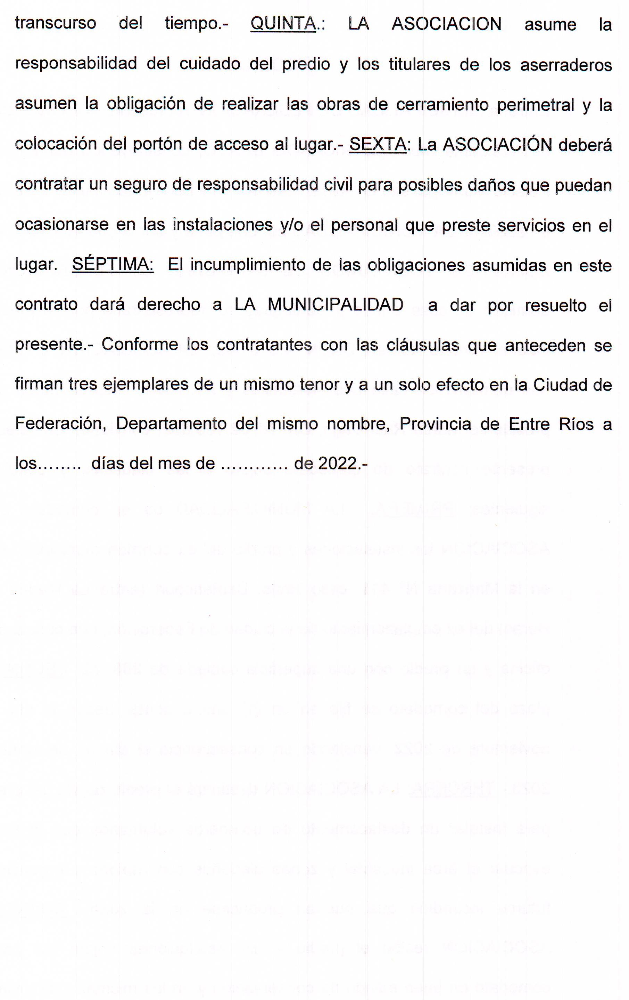 transcurso del tiempo.- QUINTA.: LA ASOCIACION asume la
responsabilidad del cuidado del predio y los titulares de los aserraderos
asumen la obligación de realizar las obras de cerramiento perimetral y la
colocación del portón de acceso al lugar.- SEXTA: La ASOCIACIÓN deberá
contratar un seguro de responsabilidad civil para posibles daños que puedan
ocasionarse en las instalaciones y/o el personal que preste servicios en el
lugar. SÉPTIMA: El incumplimiento de las obligaciones asumidas en este
contrato dará derecho a LA MUNICIPALIDAD a dar por resuelto el
presente.- Conforme los contratantes con las cláusulas que anteceden se
firman tres ejemplares de un mismo tenor y a un solo efecto en la Ciudad de
Federación, Departamento del mismo nombre, Provincia de Entre Ríos a
los........ días del mes de ............ de 2022.-